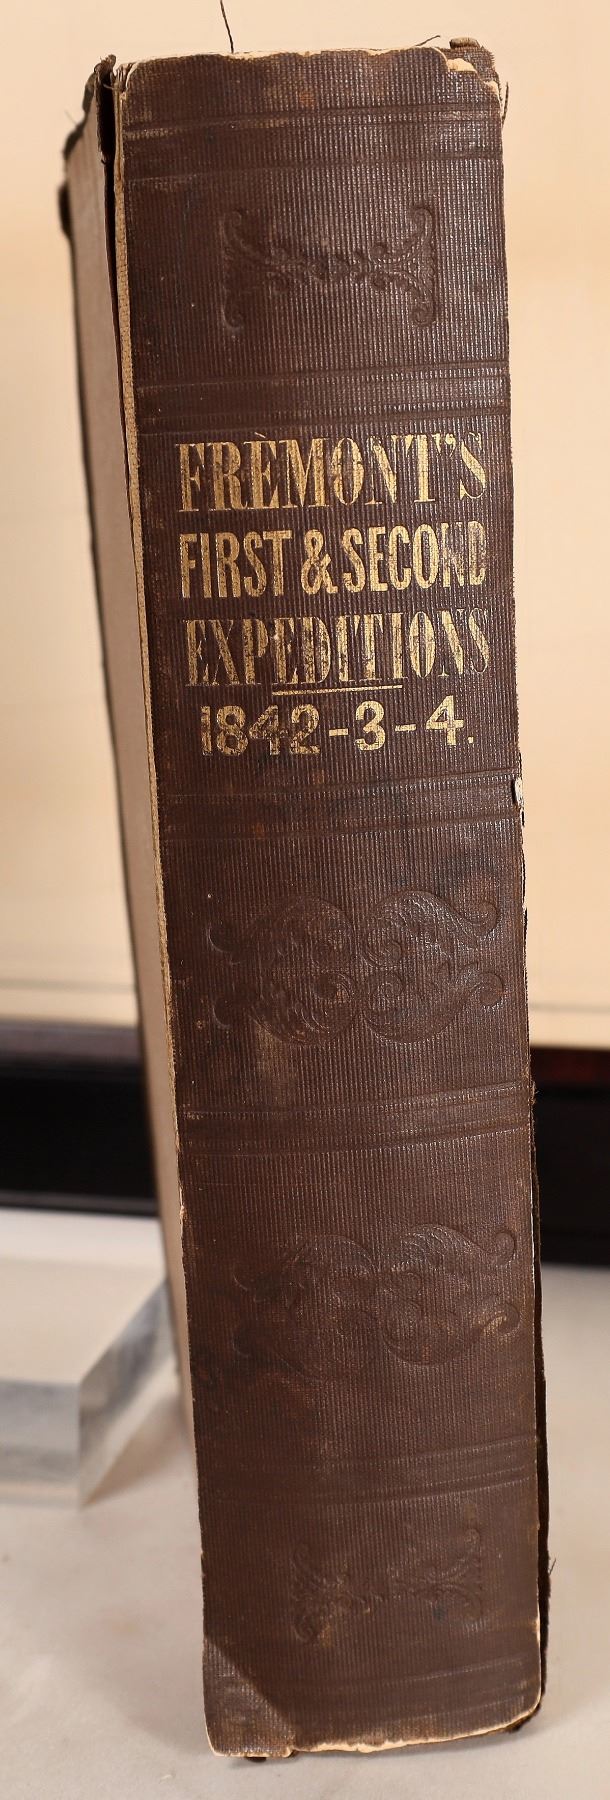 FRÈMONT'S
FIRST & SECOND
EXPEDITIONS
1842-3-4.